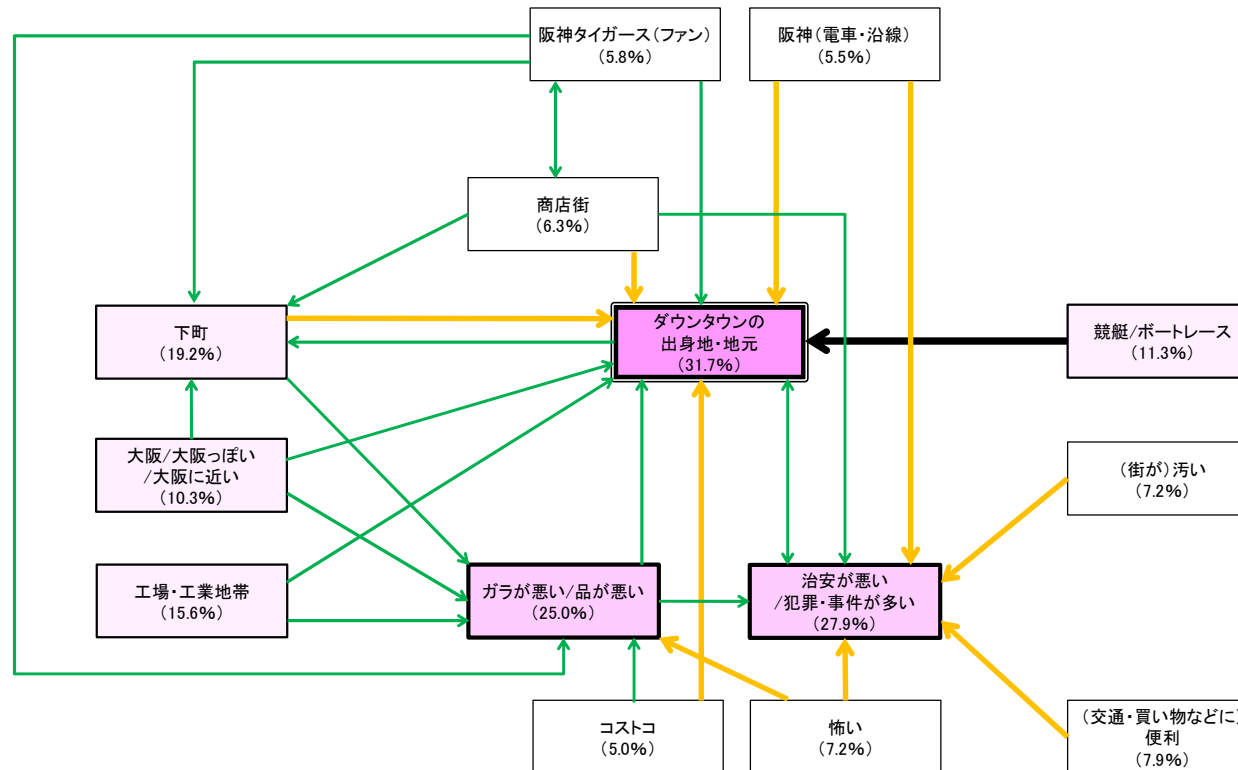 阪神タイガース(ファン)
(5.8%)
阪神(電車・沿線)
(5.5%)
商店街
(6.3%)
下町
(19.2%)
ダウンタウンの
出身地・地元
(31.7%)
競艇/ボートレース
(11.3%)
大阪/大阪っぽい
/大阪に近い
(10.3%)
(街が)汚い
(7.2%)
工場・工業地帯
(15.6%)
ガラが悪い/品が悪い
(25.0%)
治安が悪い
/犯罪・事件が多い
(27.9%)
コストコ
(5.0%)
怖い
(7.2%)
(交通・買い物などに)
便利
(7.9%)